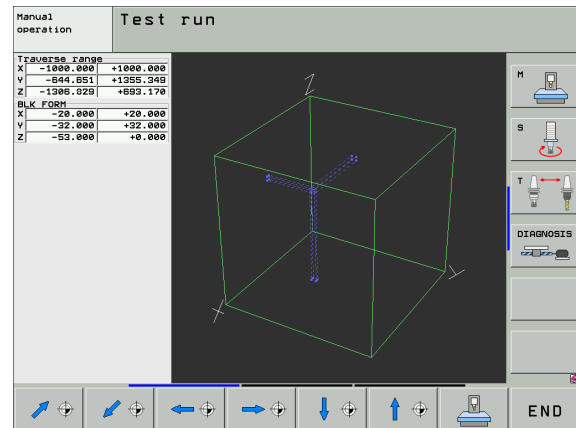 Manual
operation
Test run
Traverse range
X -1000.000 +1000.000
Y -644.651 +1355.349
Z -1306.829 +693.170
BLK FORM
X -20.000 +20.000
Y -32.000 +32.000
Z -53.000 +0.000
Z
X
Y
M
S
T
DIAGNOSIS
END